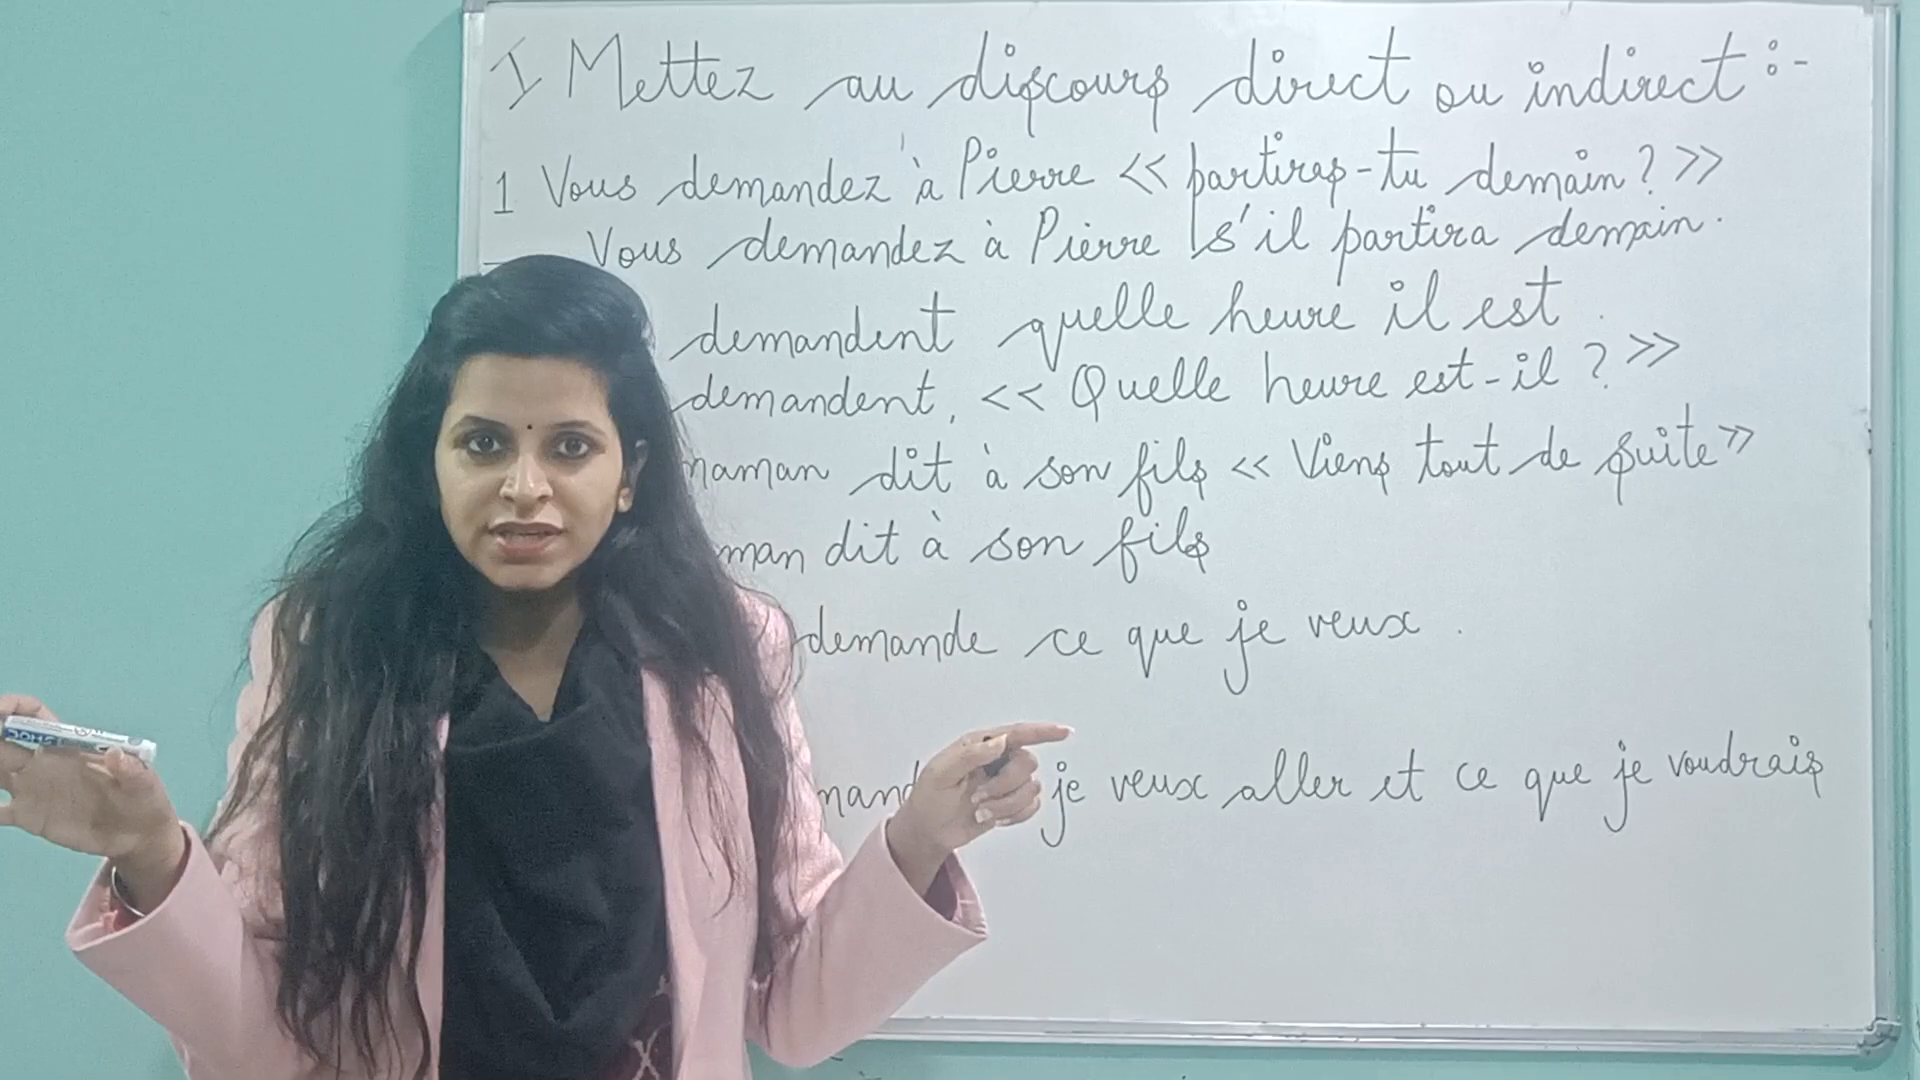 I Mettez au discours direct ou indirect :-
1 Vous demandez à Pierre << partiras-tu demain ? >>
Vous demandez à Pierre s'il partira demain.
demandent quelle heure il est.
demandent, << Quelle heure est-il ? >>
maman dit à son fils << Viens tout de suite >>
man dit à son fils
demande ce que je veux.
je veux aller et ce que je voudrais